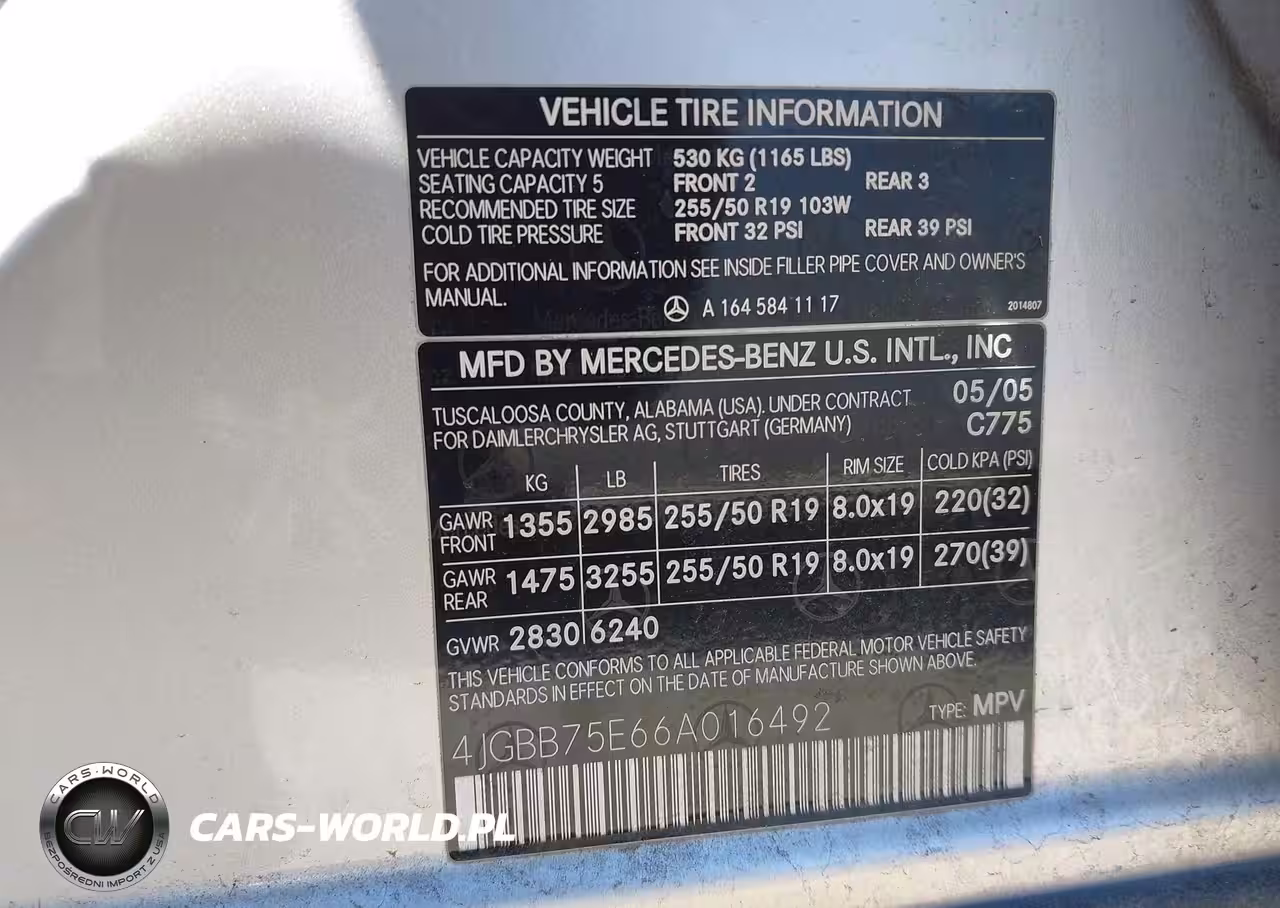 VEHICLE TIRE INFORMATION
VEHICLE CAPACITY WEIGHT 530 KG (1165 LBS)
SEATING CAPACITY 5 FRONT 2 REAR 3
RECOMMENDED TIRE SIZE 255/50 R19 103W
COLD TIRE PRESSURE FRONT 32 PSI REAR 39 PSI
FOR ADDITIONAL INFORMATION SEE INSIDE FILLER PIPE COVER AND OWNER'S
MANUAL.
A 164 584 11 17 2014807
MFD BY MERCEDES-BENZ U.S. INTL., INC
TUSCALOOSA COUNTY, ALABAMA (USA). UNDER CONTRACT 05/05
FOR DAIMLERCHRYSLER AG, STUTTGART (GERMANY) C775
KG LB TIRES RIM SIZE COLD KPA (PSI)
GAWR FRONT 1355 2985 255/50 R19 8.0x19 220(32)
GAWR REAR 1475 3255 255/50 R19 8.0x19 270(39)
GVWR 2830 6240
THIS VEHICLE CONFORMS TO ALL APPLICABLE FEDERAL MOTOR VEHICLE SAFETY
STANDARDS IN EFFECT ON THE DATE OF MANUFACTURE SHOWN ABOVE.
4JGBB75E66A016492 TYPE: MPV
CARS-WORLD
CW
BEZPOŚREDNI IMPORT Z USA
CARS-WORLD.PL